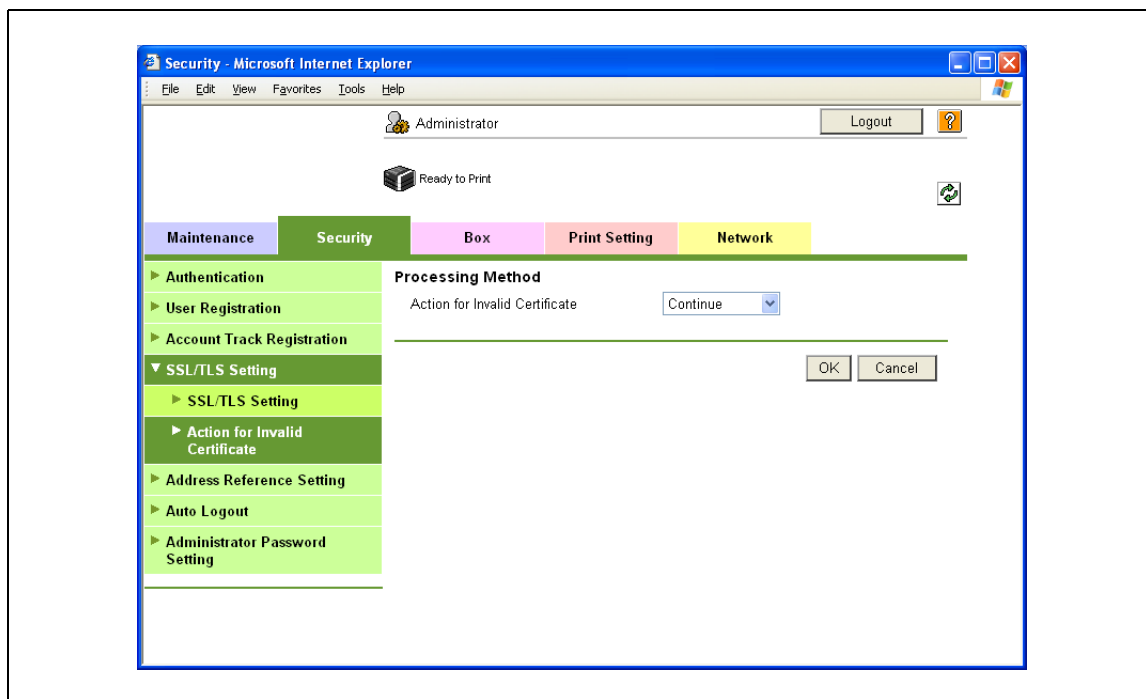 Security - Microsoft Internet Explorer
File Edit View Favorites Tools Help
Administrator
Logout
?
Ready to Print
Maintenance Security Box Print Setting Network
Authentication
User Registration
Account Track Registration
SSL/TLS Setting
SSL/TLS Setting
Action for Invalid
Certificate
Address Reference Setting
Auto Logout
Administrator Password
Setting
Processing Method
Action for Invalid Certificate Continue
OK Cancel